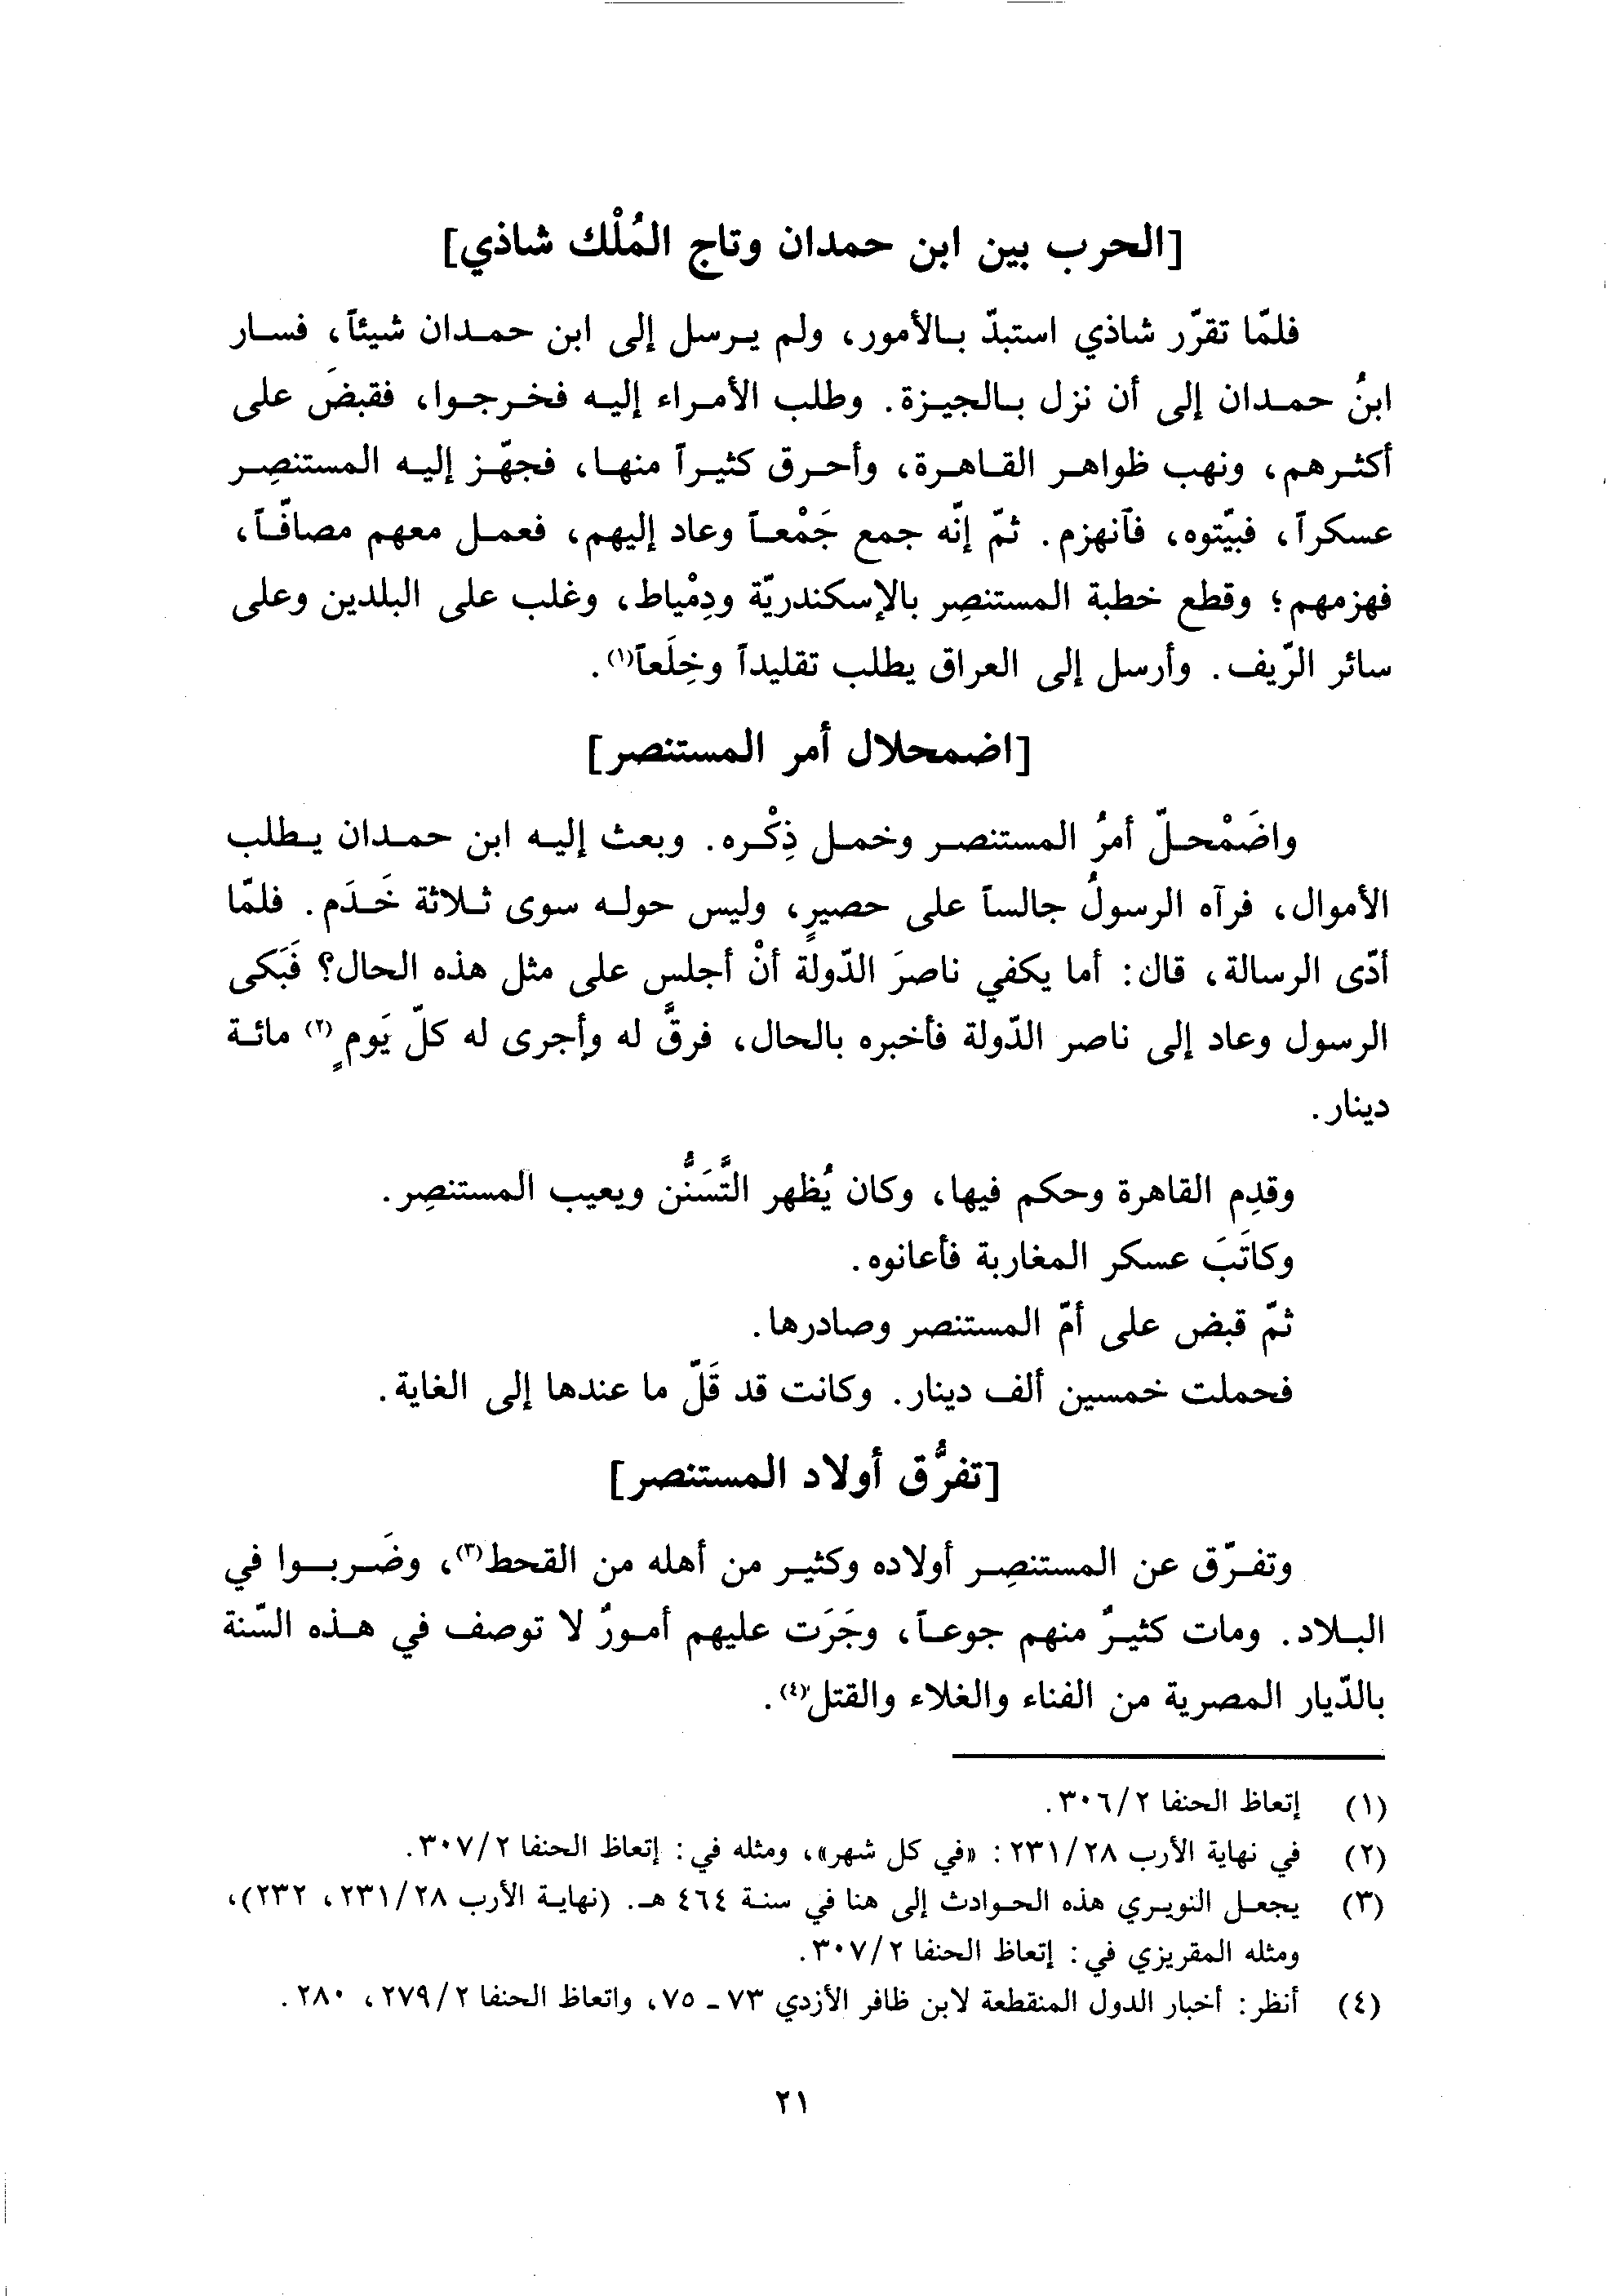 [الحرب بين ابن حمدان وتاج المُلْك شاذي]
فلمّا تقرّر شاذي استبدّ بالأمور، ولم يرسل إلى ابن حمدان شيئاً، فسار
ابنُ حمدان إلى أن نزل بالجيزة. وطلب الأمراء إليه فخرجوا، فقبضَ على
أكثرهم، ونهب ظواهر القاهرة، وأحرق كثيراً منها، فجهّز إليه المستنصِر
عسكراً، فبيّتوه، فآنهزم. ثمّ إنّه جمع جَمْعاً وعاد إليهم، فعمل معهم مصافّاً،
فهزمهم؛ وقطع خطبة المستنصِر بالإسكندريّة ودِمْياط، وغلب على البلدين وعلى
سائر الرّيف. وأرسل إلى العراق يطلب تقليداً وخِلَعاً(١).
[اضمحلال أمر المستنصر]
واضَمْحلّ أمرُ المستنصر وخمل ذِكْره. وبعث إليه ابن حمدان يطلب
الأموال، فرآه الرسولُ جالساً على حصيرٍ، وليس حوله سوى ثلاثة خَدَم. فلمّا
أدّى الرسالة، قال: أما يكفي ناصرَ الدّولة أنْ أجلس على مثل هذه الحال؟ فَبَكى
الرسول وعاد إلى ناصر الدّولة فأخبره بالحال، فرقَّ له وأجرى له كلّ يَومٍ(٢) مائة
دينار.
وقدِم القاهرة وحكم فيها، وكان يُظهر التَّسَنُّن ويعيب المستنصِر.
وكاتَبَ عسكر المغاربة فأعانوه.
ثمّ قبض على أمّ المستنصر وصادرها.
فحملت خمسين ألف دينار. وكانت قد قَلّ ما عندها إلى الغاية.
[تفرُّق أولاد المستنصر]
وتفرّق عن المستنصِر أولاده وكثير من أهله من القحط(٣)، وضَربوا في
البلاد. ومات كثيرٌ منهم جوعاً، وجَرَت عليهم أمورٌ لا توصف في هذه السّنة
بالدّيار المصرية من الفناء والغلاء والقتل(٤).
(١) إتعاظ الحنفا ٣٠٦/٢.
(٢) في نهاية الأرب ٢٣١/٢٨: «في كل شهر»، ومثله في: إتعاظ الحنفا ٣٠٧/٢.
(٣) يجعل النويري هذه الحوادث إلى هنا في سنة ٤٦٤ هـ. (نهاية الأرب ٢٣١/٢٨، ٢٣٢)،
ومثله المقريزي في: إتعاظ الحنفا ٣٠٧/٢.
(٤) أنظر: أخبار الدول المنقطعة لابن ظافر الأزدي ٧٣ ـ ٧٥، واتعاظ الحنفا ٢٧٩/٢، ٢٨٠.
٢١